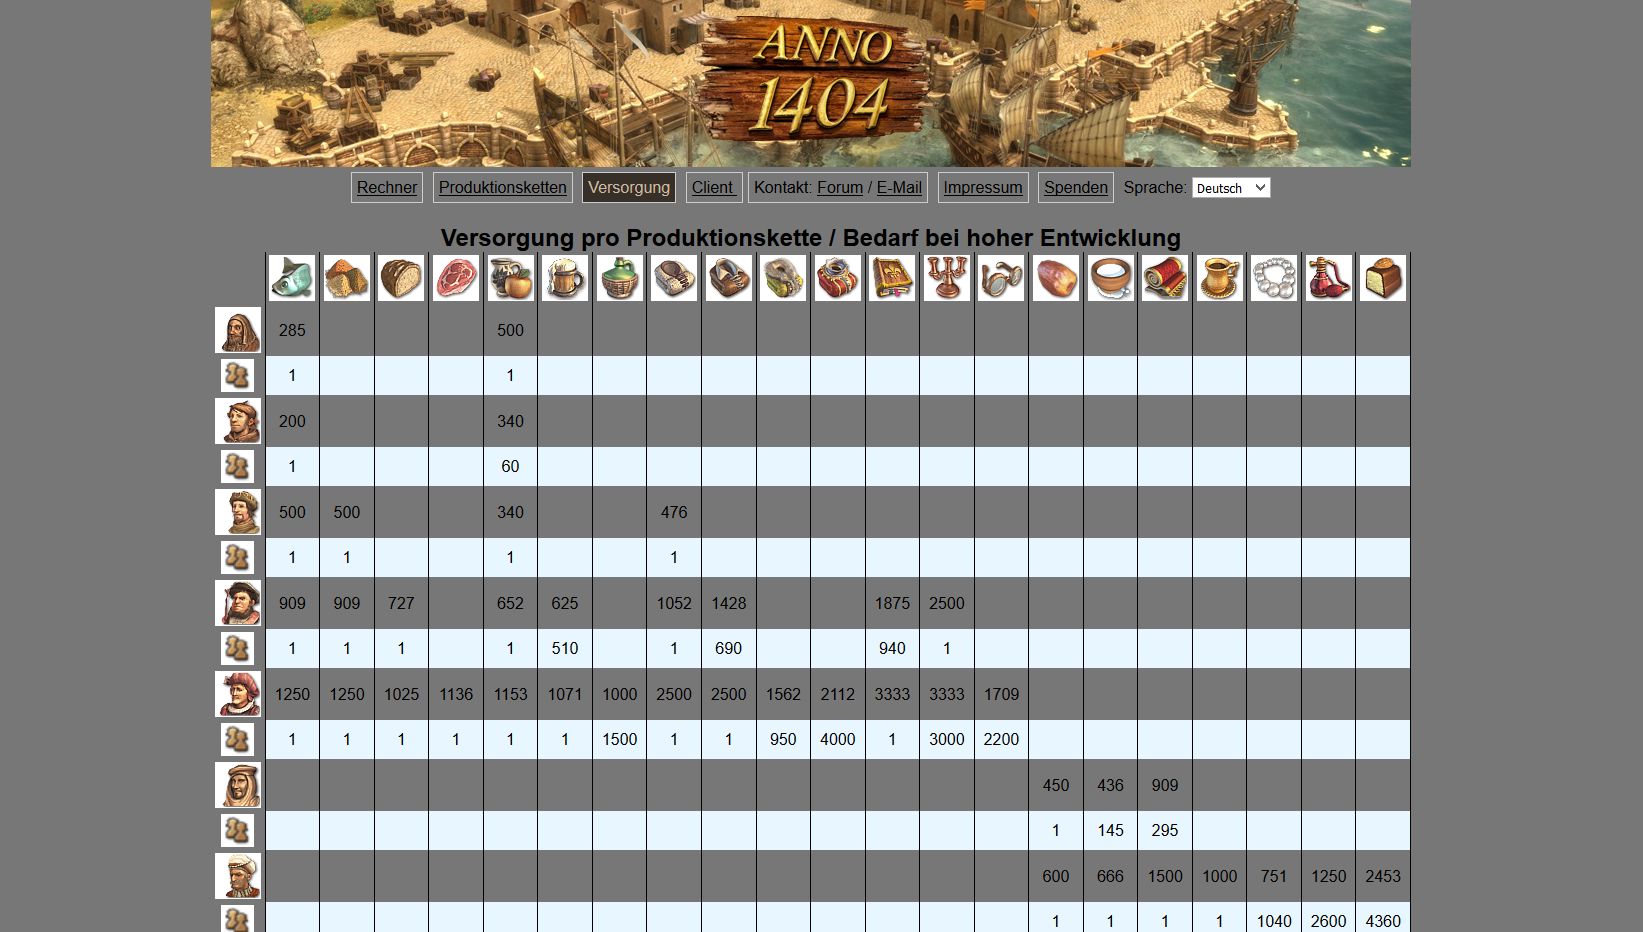 ANNO
1404
Rechner Produktionsketten Versorgung Client Kontakt: Forum / E-Mail Impressum Spenden Sprache: Deutsch
Versorgung pro Produktionskette / Bedarf bei hoher Entwicklung
285 500
1 1
200 340
1 60
500 500 340 476
1 1 1 1
909 909 727 652 625 1052 1428 1875 2500
1 1 1 1 510 1 690 940 1
1250 1250 1025 1136 1153 1071 1000 2500 2500 1562 2112 3333 3333 1709
1 1 1 1 1 1 1500 1 1 950 4000 1 3000 2200
450 436 909
1 145 295
600 666 1500 1000 751 1250 2453
1 1 1 1 1040 2600 4360